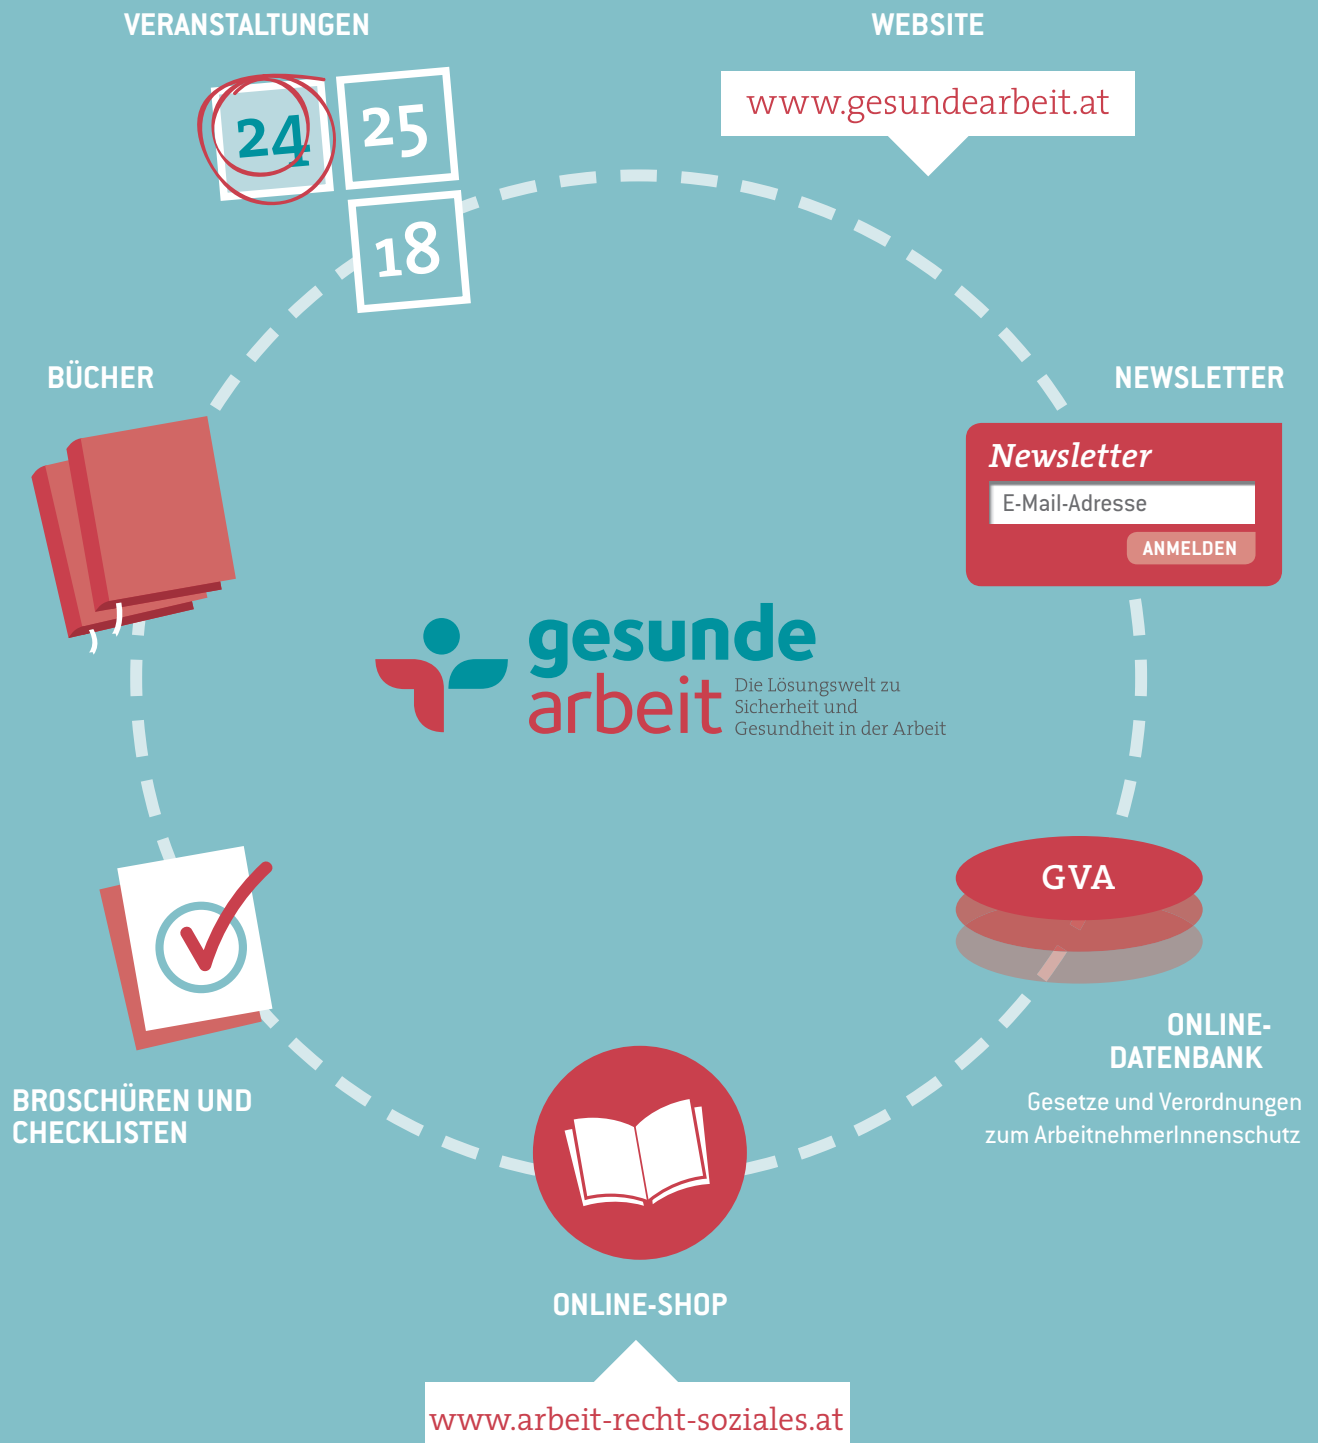 VERANSTALTUNGEN
24
25
18
WEBSITE
www.gesundearbeit.at
BÜCHER
NEWSLETTER
Newsletter
E-Mail-Adresse
ANMELDEN
gesunde
arbeit
Die Lösungswelt zu
Sicherheit und
Gesundheit in der Arbeit
GVA
ONLINE-
DATENBANK
Gesetze und Verordnungen
zum ArbeitnehmerInnenschutz
BROSCHÜREN UND
CHECKLISTEN
ONLINE-SHOP
www.arbeit-recht-soziales.at